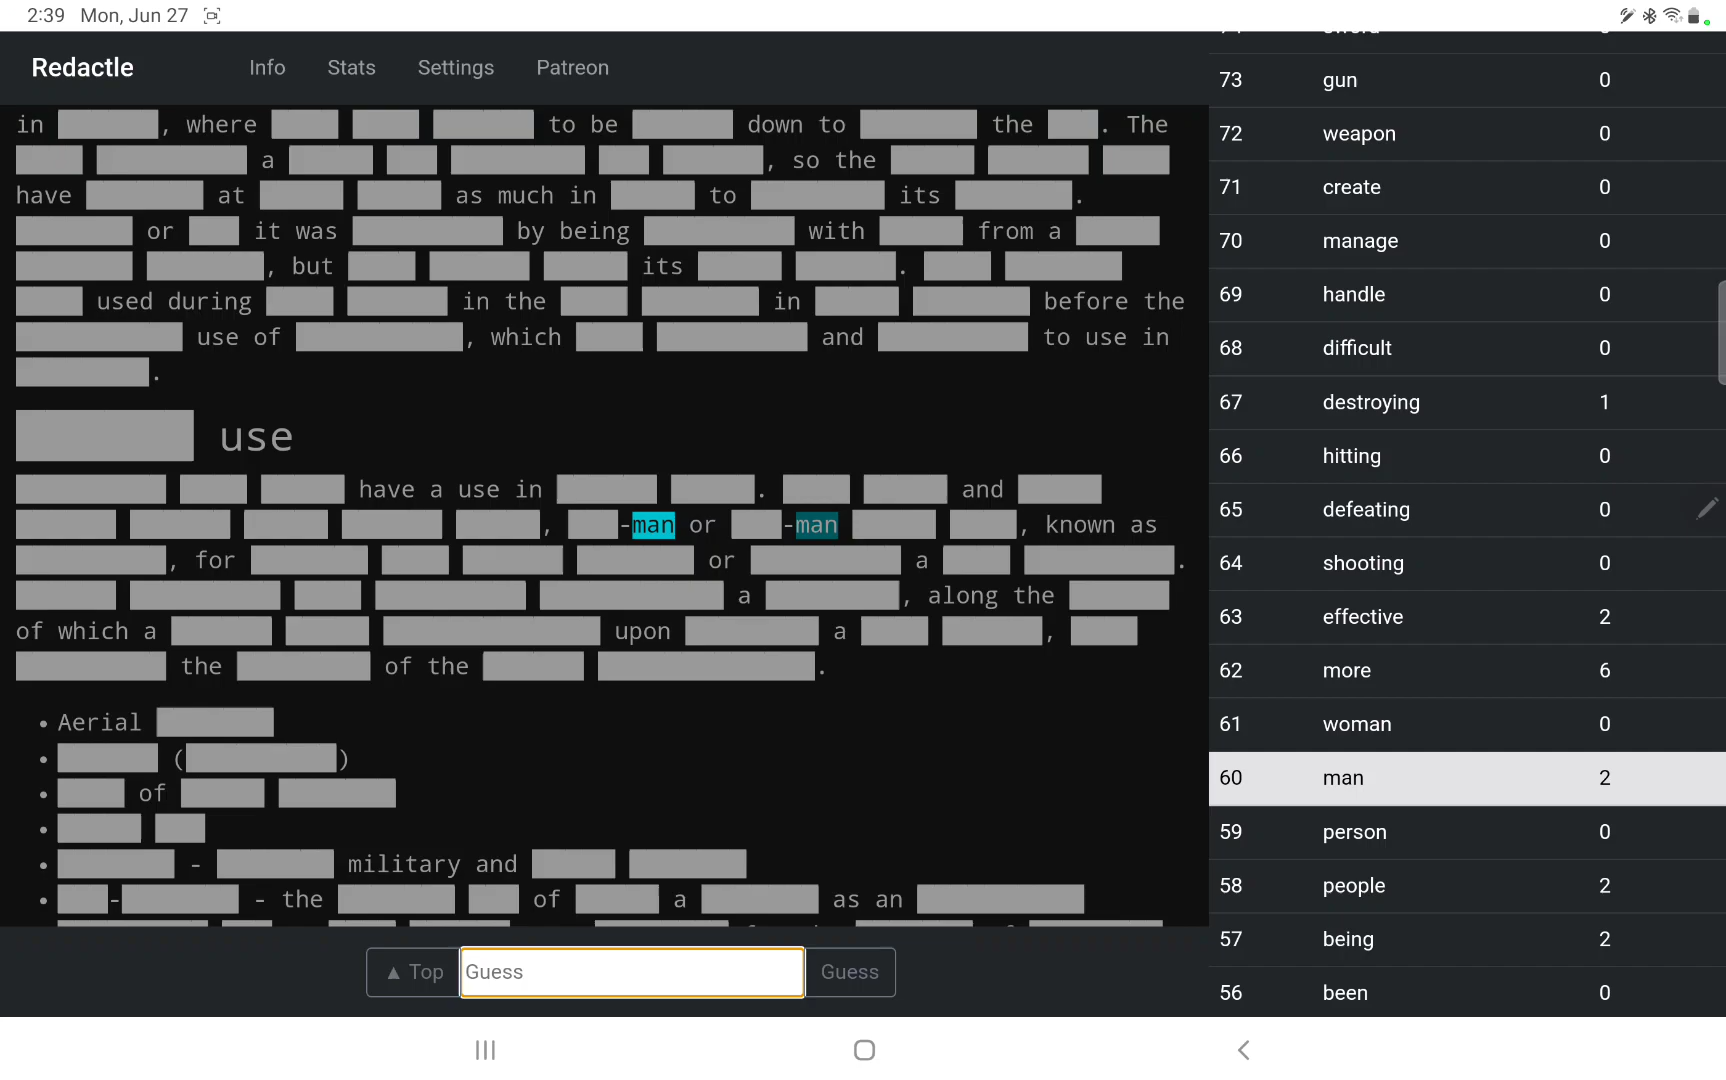 2:39 Mon, Jun 27
Redactle Info Stats Settings Patreon
in , where to be down to the . The
a , so the
have at as much in to its .
or it was by being with from a
, but its .
used during in the in before the
use of , which and to use in
.
use
have a use in . and
, -man or -man , known as
, for or a .
a , along the
of which a upon a ,
the of the .
• Aerial
• ( )
• of
•
• - military and
• - - the of a as an
▲ Top Guess Guess
73 gun 0
72 weapon 0
71 create 0
70 manage 0
69 handle 0
68 difficult 0
67 destroying 1
66 hitting 0
65 defeating 0
64 shooting 0
63 effective 2
62 more 6
61 woman 0
60 man 2
59 person 0
58 people 2
57 being 2
56 been 0